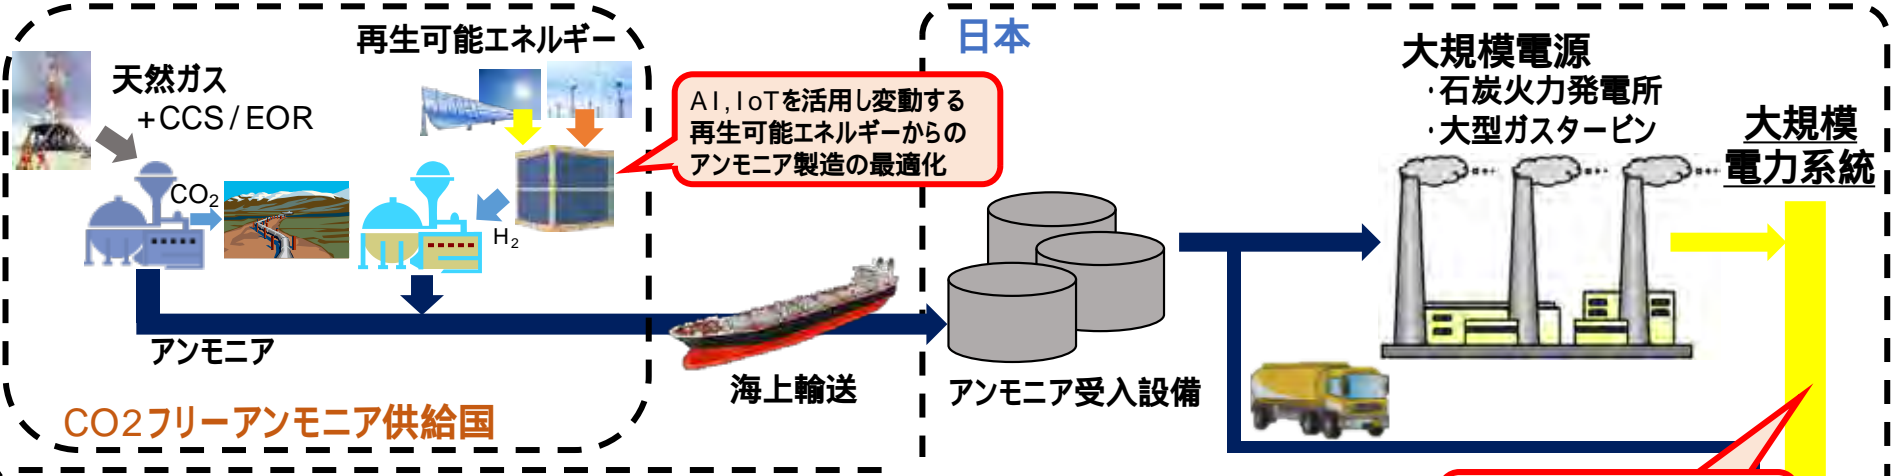 再生可能エネルギー
天然ガス
+CCS/EOR
AI,IoTを活用し変動する
再生可能エネルギーからの
アンモニア製造の最適化
CO2
H2
アンモニア
CO2フリーアンモニア供給国
海上輸送
日本
大規模電源
・石炭火力発電所
・大型ガスタービン
大規模
電力系統
アンモニア受入設備